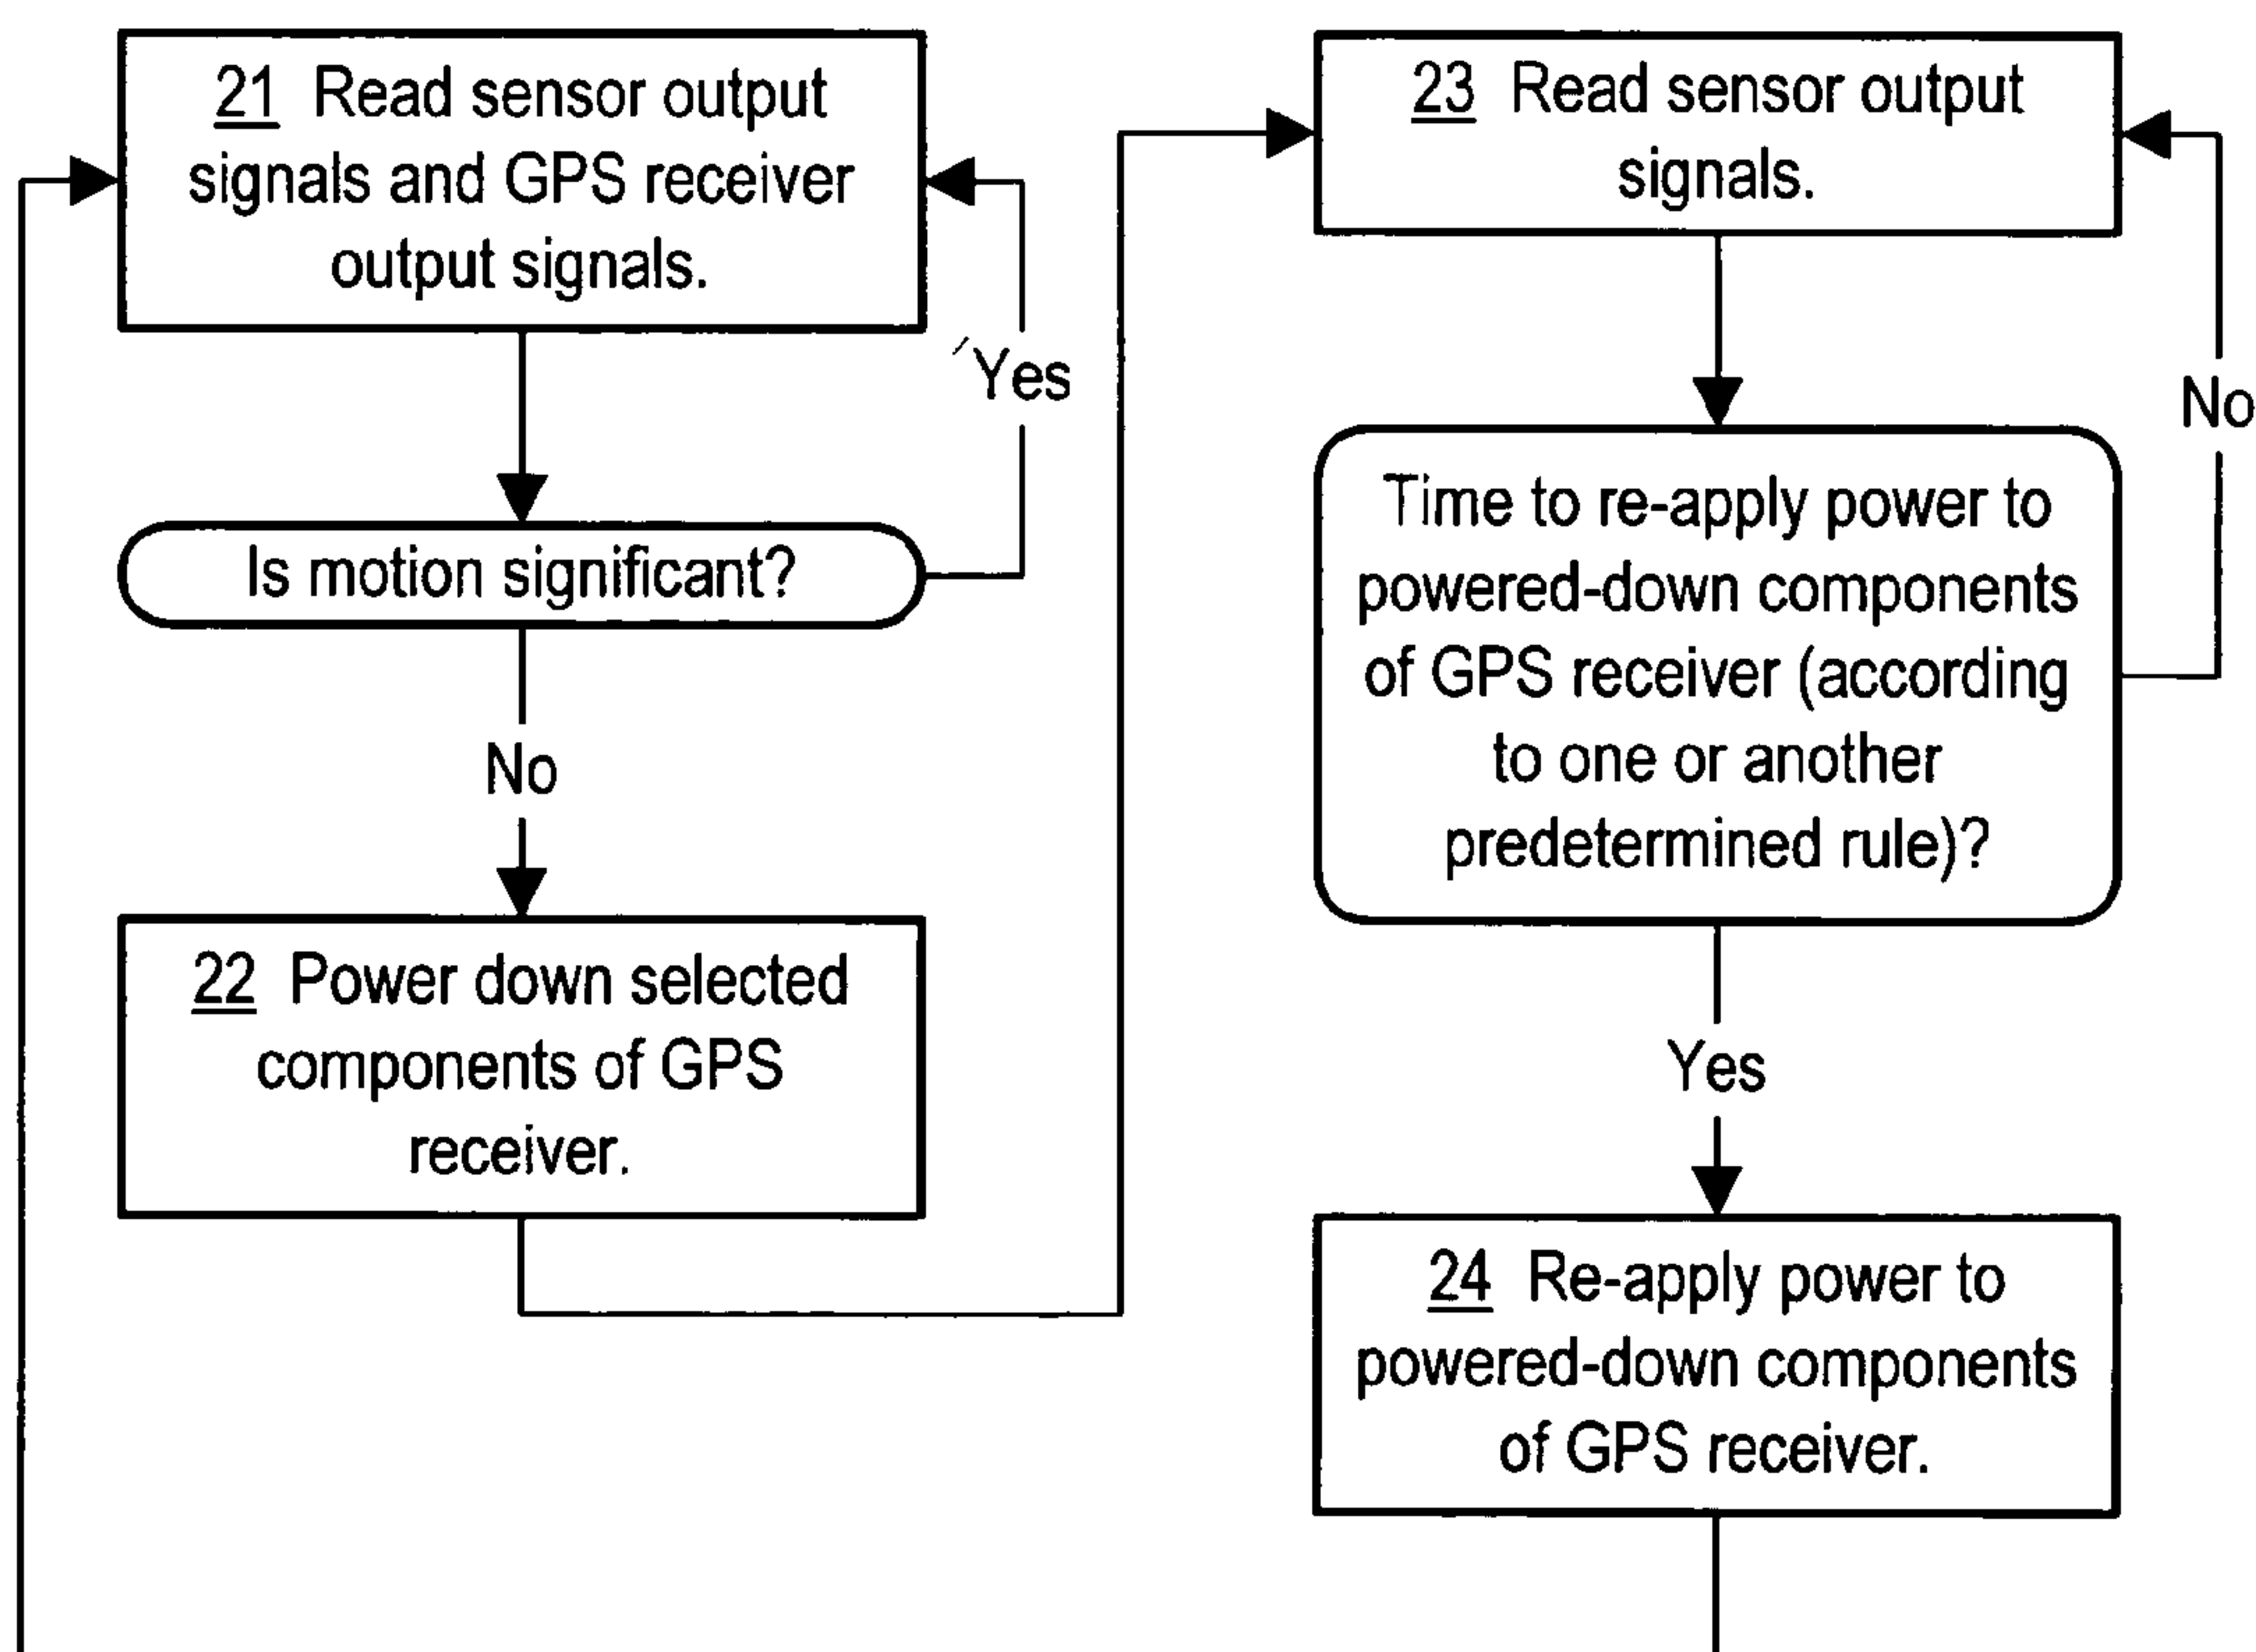 21 Read sensor output
signals and GPS receiver
output signals.
Yes
Is motion significant?
No
22 Power down selected
components of GPS
receiver.
23 Read sensor output
signals.
No
Time to re-apply power to
powered-down components
of GPS receiver (according
to one or another
predetermined rule)?
Yes
24 Re-apply power to
powered-down components
of GPS receiver.